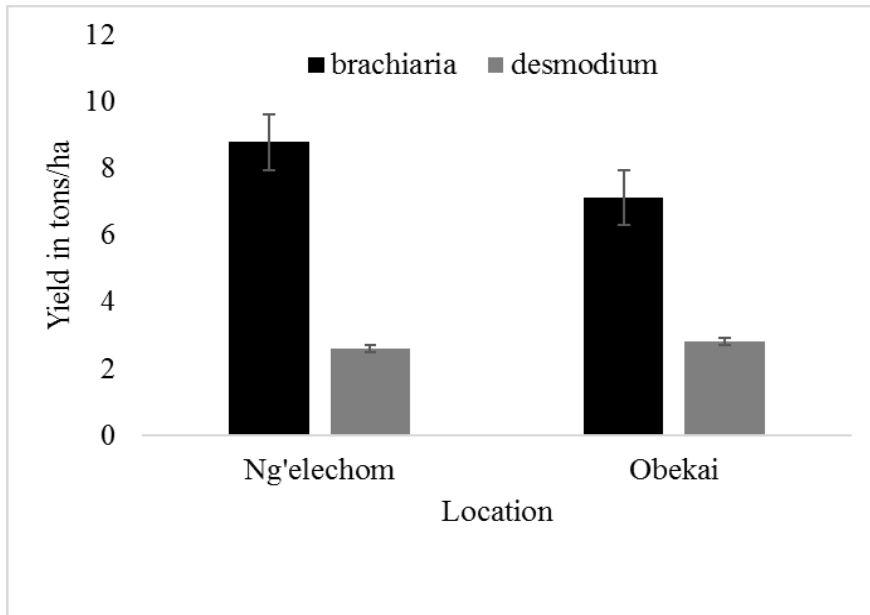 12
brachiaria desmodium
10
8
6
4
2
0
Yield in tons/ha
Ng'elechom Obekai
Location